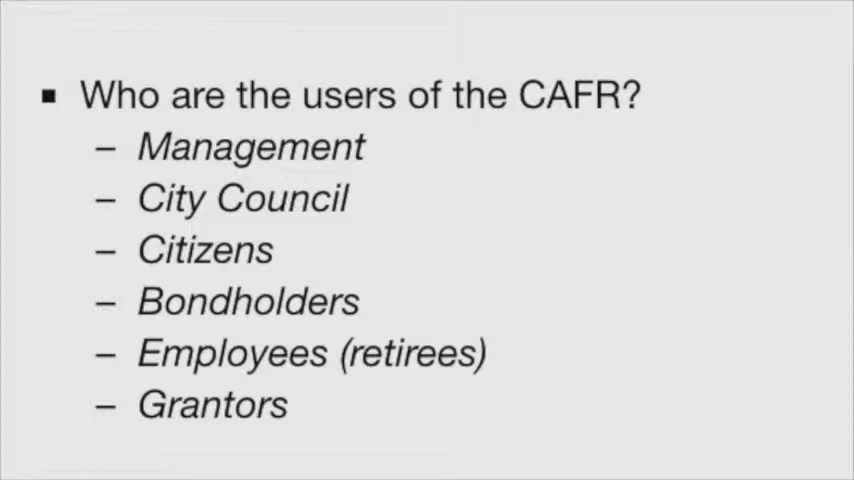 ▪ Who are the users of the CAFR?
– Management
– City Council
– Citizens
– Bondholders
– Employees (retirees)
– Grantors